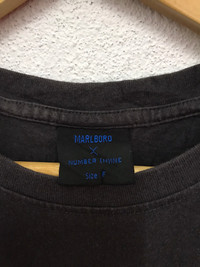 MARLBORO
X
NUMBER (N)INE
SIZE